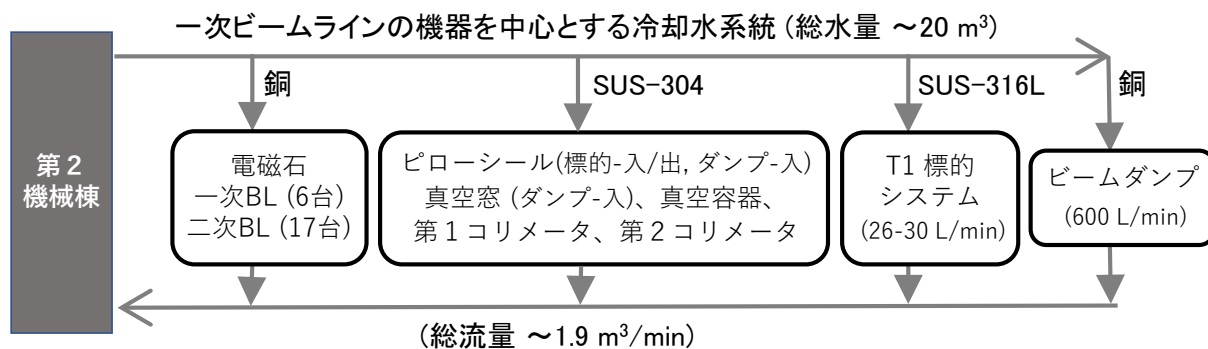 一次ビームラインの機器を中心とする冷却水系統 (総水量 ～20 m³)
銅
SUS-304
SUS-316L
銅
第２
機械棟
電磁石
一次BL (6台)
二次BL (17台)
ピローシール(標的-入/出, ダンプ-入)
真空窓 (ダンプ-入)、真空容器、
第１コリメータ、第２コリメータ
T1 標的
システム
(26-30 L/min)
ビームダンプ
(600 L/min)
(総流量 ～1.9 m³/min)